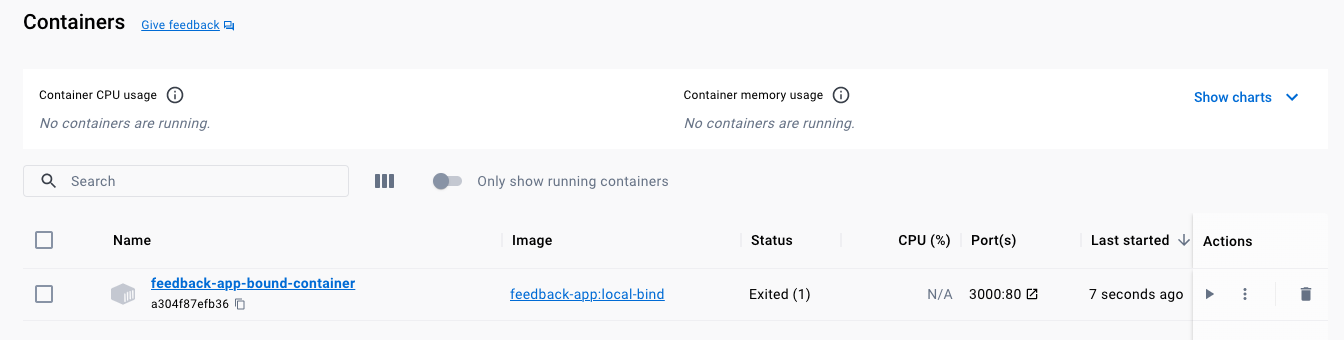 Containers Give feedback
Container CPU usage
No containers are running.
Container memory usage
No containers are running.
Show charts
Search
Only show running containers
Name Image Status CPU (%) Port(s) Last started Actions
feedback-app-bound-container
a304f87efb36
feedback-app:local-bind Exited (1) N/A 3000:80 7 seconds ago